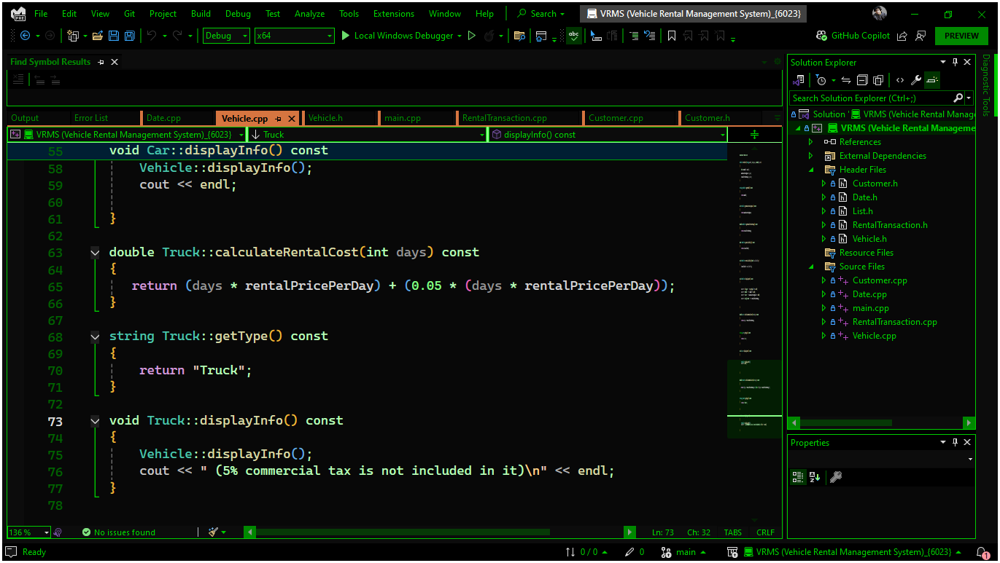 File Edit View Git Project Build Debug Test Analyze Tools Extensions Window Help Search VRMS (Vehicle Rental Management System)_{6023}
PRE
Debug x64 Local Windows Debugger abc GitHub Copilot PREVIEW
Find Symbol Results
Output Error List Date.cpp Vehicle.cpp Vehicle.h main.cpp RentalTransaction.cpp Customer.cpp Customer.h
VRMS (Vehicle Rental Management System)_{6023} Truck displayInfo() const
55 void Car::displayInfo() const
58 Vehicle::displayInfo();
59 cout << endl;
60
61 }
62
63 double Truck::calculateRentalCost(int days) const
64 {
65 return (days * rentalPricePerDay) + (0.05 * (days * rentalPricePerDay));
66 }
67
68 string Truck::getType() const
69 {
70 return "Truck";
71 }
72
73 void Truck::displayInfo() const
74 {
75 Vehicle::displayInfo();
76 cout << " (5% commercial tax is not included in it)\n" << endl;
77 }
78
136 % No issues found Ln: 73 Ch: 32 TABS CRLF
Solution Explorer
Search Solution Explorer (Ctrl+;)
Solution ' VRMS (Vehicle Rental Manag
VRMS (Vehicle Rental Manageme
References
External Dependencies
Header Files
Customer.h
Date.h
List.h
RentalTransaction.h
Vehicle.h
Resource Files
Source Files
Customer.cpp
Date.cpp
main.cpp
RentalTransaction.cpp
Vehicle.cpp
Properties
Diagnostic Tools
Ready 0 / 0 0 main VRMS (Vehicle Rental Management System)_{6023} 1